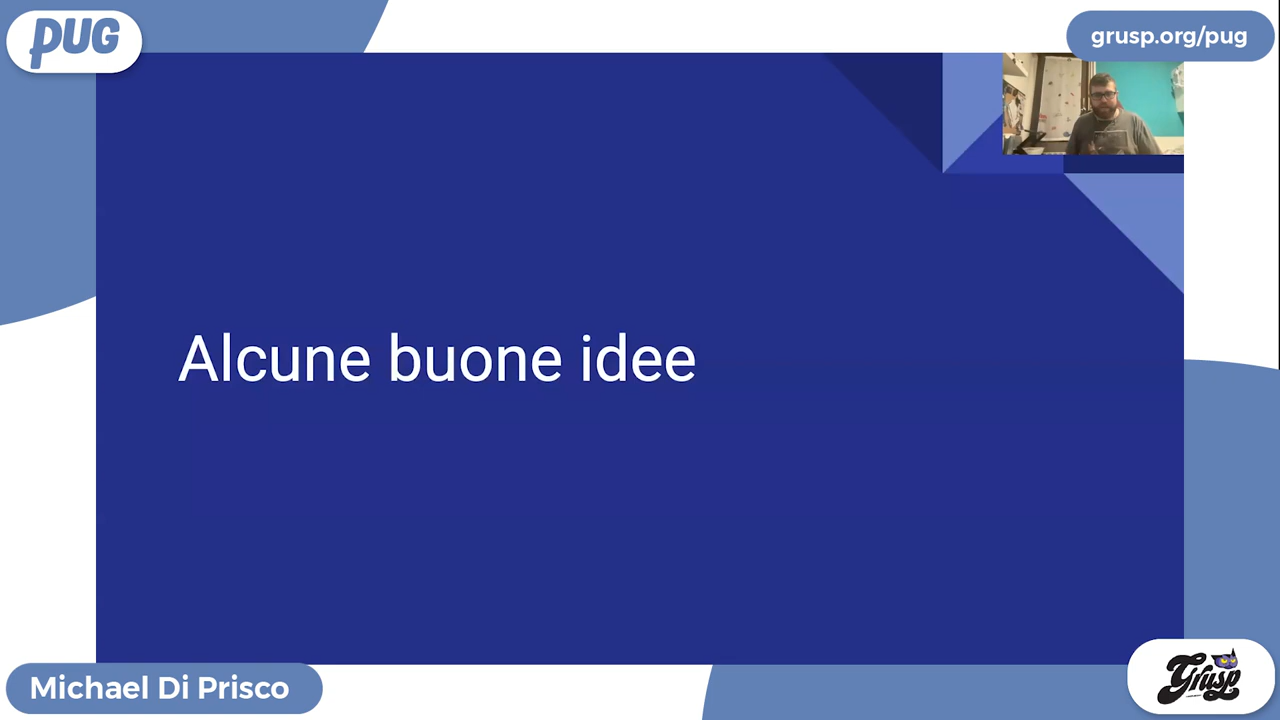 PUG
grusp.org/pug
Alcune buone idee
Michael Di Prisco
Grusp